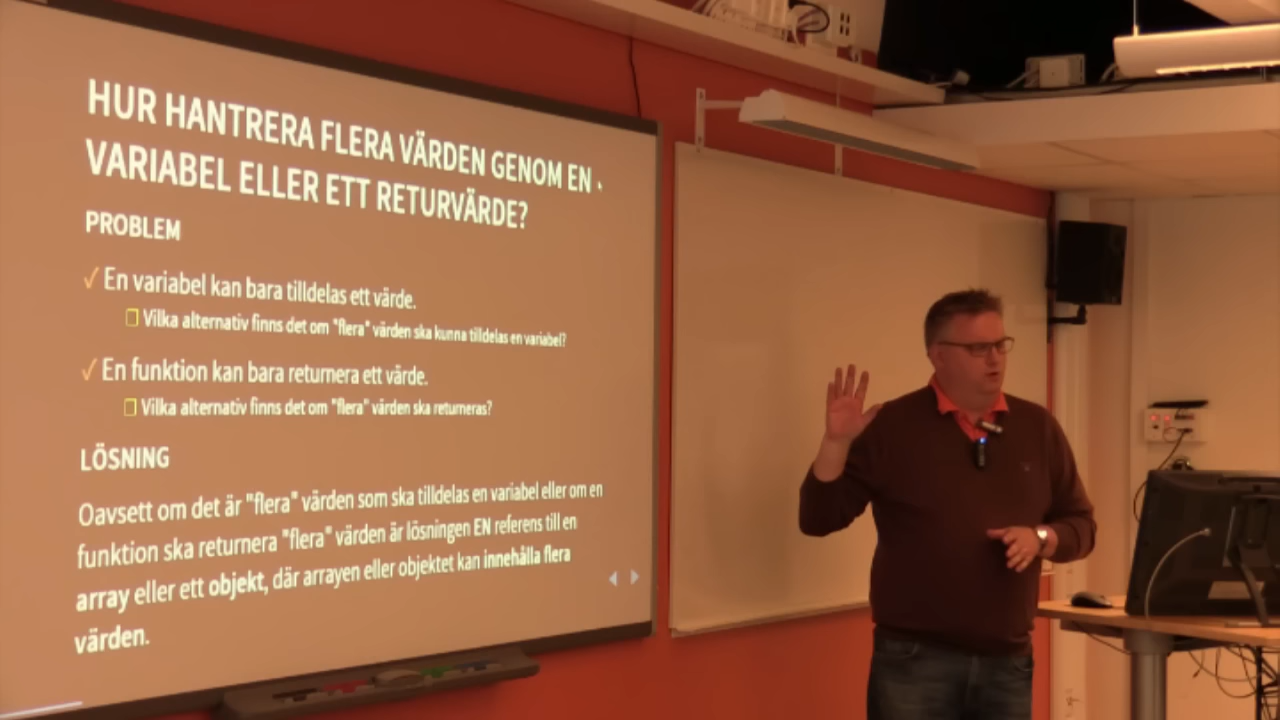 HUR HANTRERA FLERA VÄRDEN GENOM EN -
VARIABEL ELLER ETT RETURVÄRDE?
PROBLEM
✓ En variabel kan bara tilldelas ett värde.
❐ Vilka alternativ finns det om "flera" värden ska kunna tilldelas en variabel?
✓ En funktion kan bara returnera ett värde.
❐ Vilka alternativ finns det om "flera" värden ska returneras?
LÖSNING
Oavsett om det är "flera" värden som ska tilldelas en variabel eller om en
funktion ska returnera "flera" värden är lösningen EN referens till en
array eller ett objekt, där arrayen eller objektet kan innehålla flera
värden.